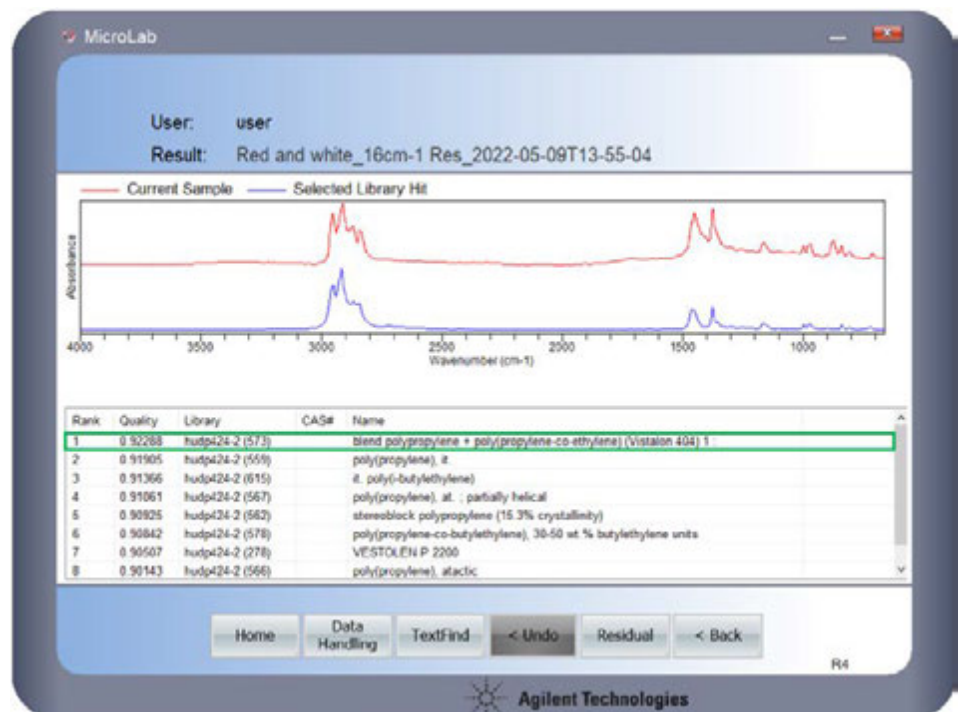 MicroLab
User: user
Result: Red and white_16cm-1 Res_2022-05-09T13-55-04
Current Sample Selected Library Hit
Absorbance
4000 3500 3000 2500 2000 1500 1000
Wavenumber (cm-1)
Rank Quality Library CAS# Name
1 0.92288 hudp424-2 (573) blend polypropylene + poly(propylene-co-ethylene) (Vistalon 404) 1 :
2 0.91905 hudp424-2 (559) poly(propylene), it.
3 0.91366 hudp424-2 (615) it. poly(i-butylethylene)
4 0.91061 hudp424-2 (567) poly(propylene), at. ; partially helical
5 0.90925 hudp424-2 (562) stereoblock polypropylene (15.3% crystallinity)
6 0.90842 hudp424-2 (578) poly(propylene-co-butylethylene), 30-50 wt % butylethylene units
7 0.90507 hudp424-2 (278) VESTOLEN P 2200
8 0.90143 hudp424-2 (566) poly(propylene), atactic
Home Data Handling TextFind < Undo Residual < Back
R4
Agilent Technologies